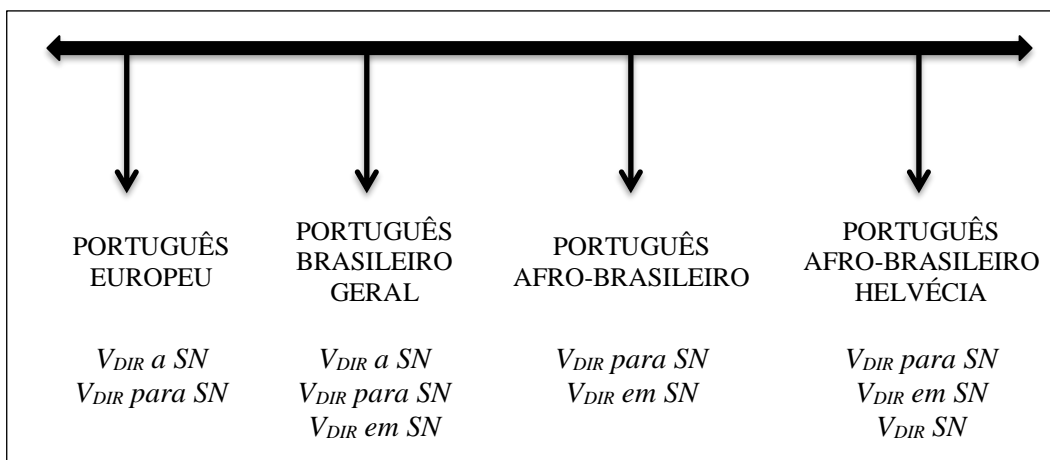 PORTUGUÊS
EUROPEU
V_DIR a SN
V_DIR para SN
PORTUGUÊS
BRASILEIRO
GERAL
V_DIR a SN
V_DIR para SN
V_DIR em SN
PORTUGUÊS
AFRO-BRASILEIRO
V_DIR para SN
V_DIR em SN
PORTUGUÊS
AFRO-BRASILEIRO
HELVÉCIA
V_DIR para SN
V_DIR em SN
V_DIR SN